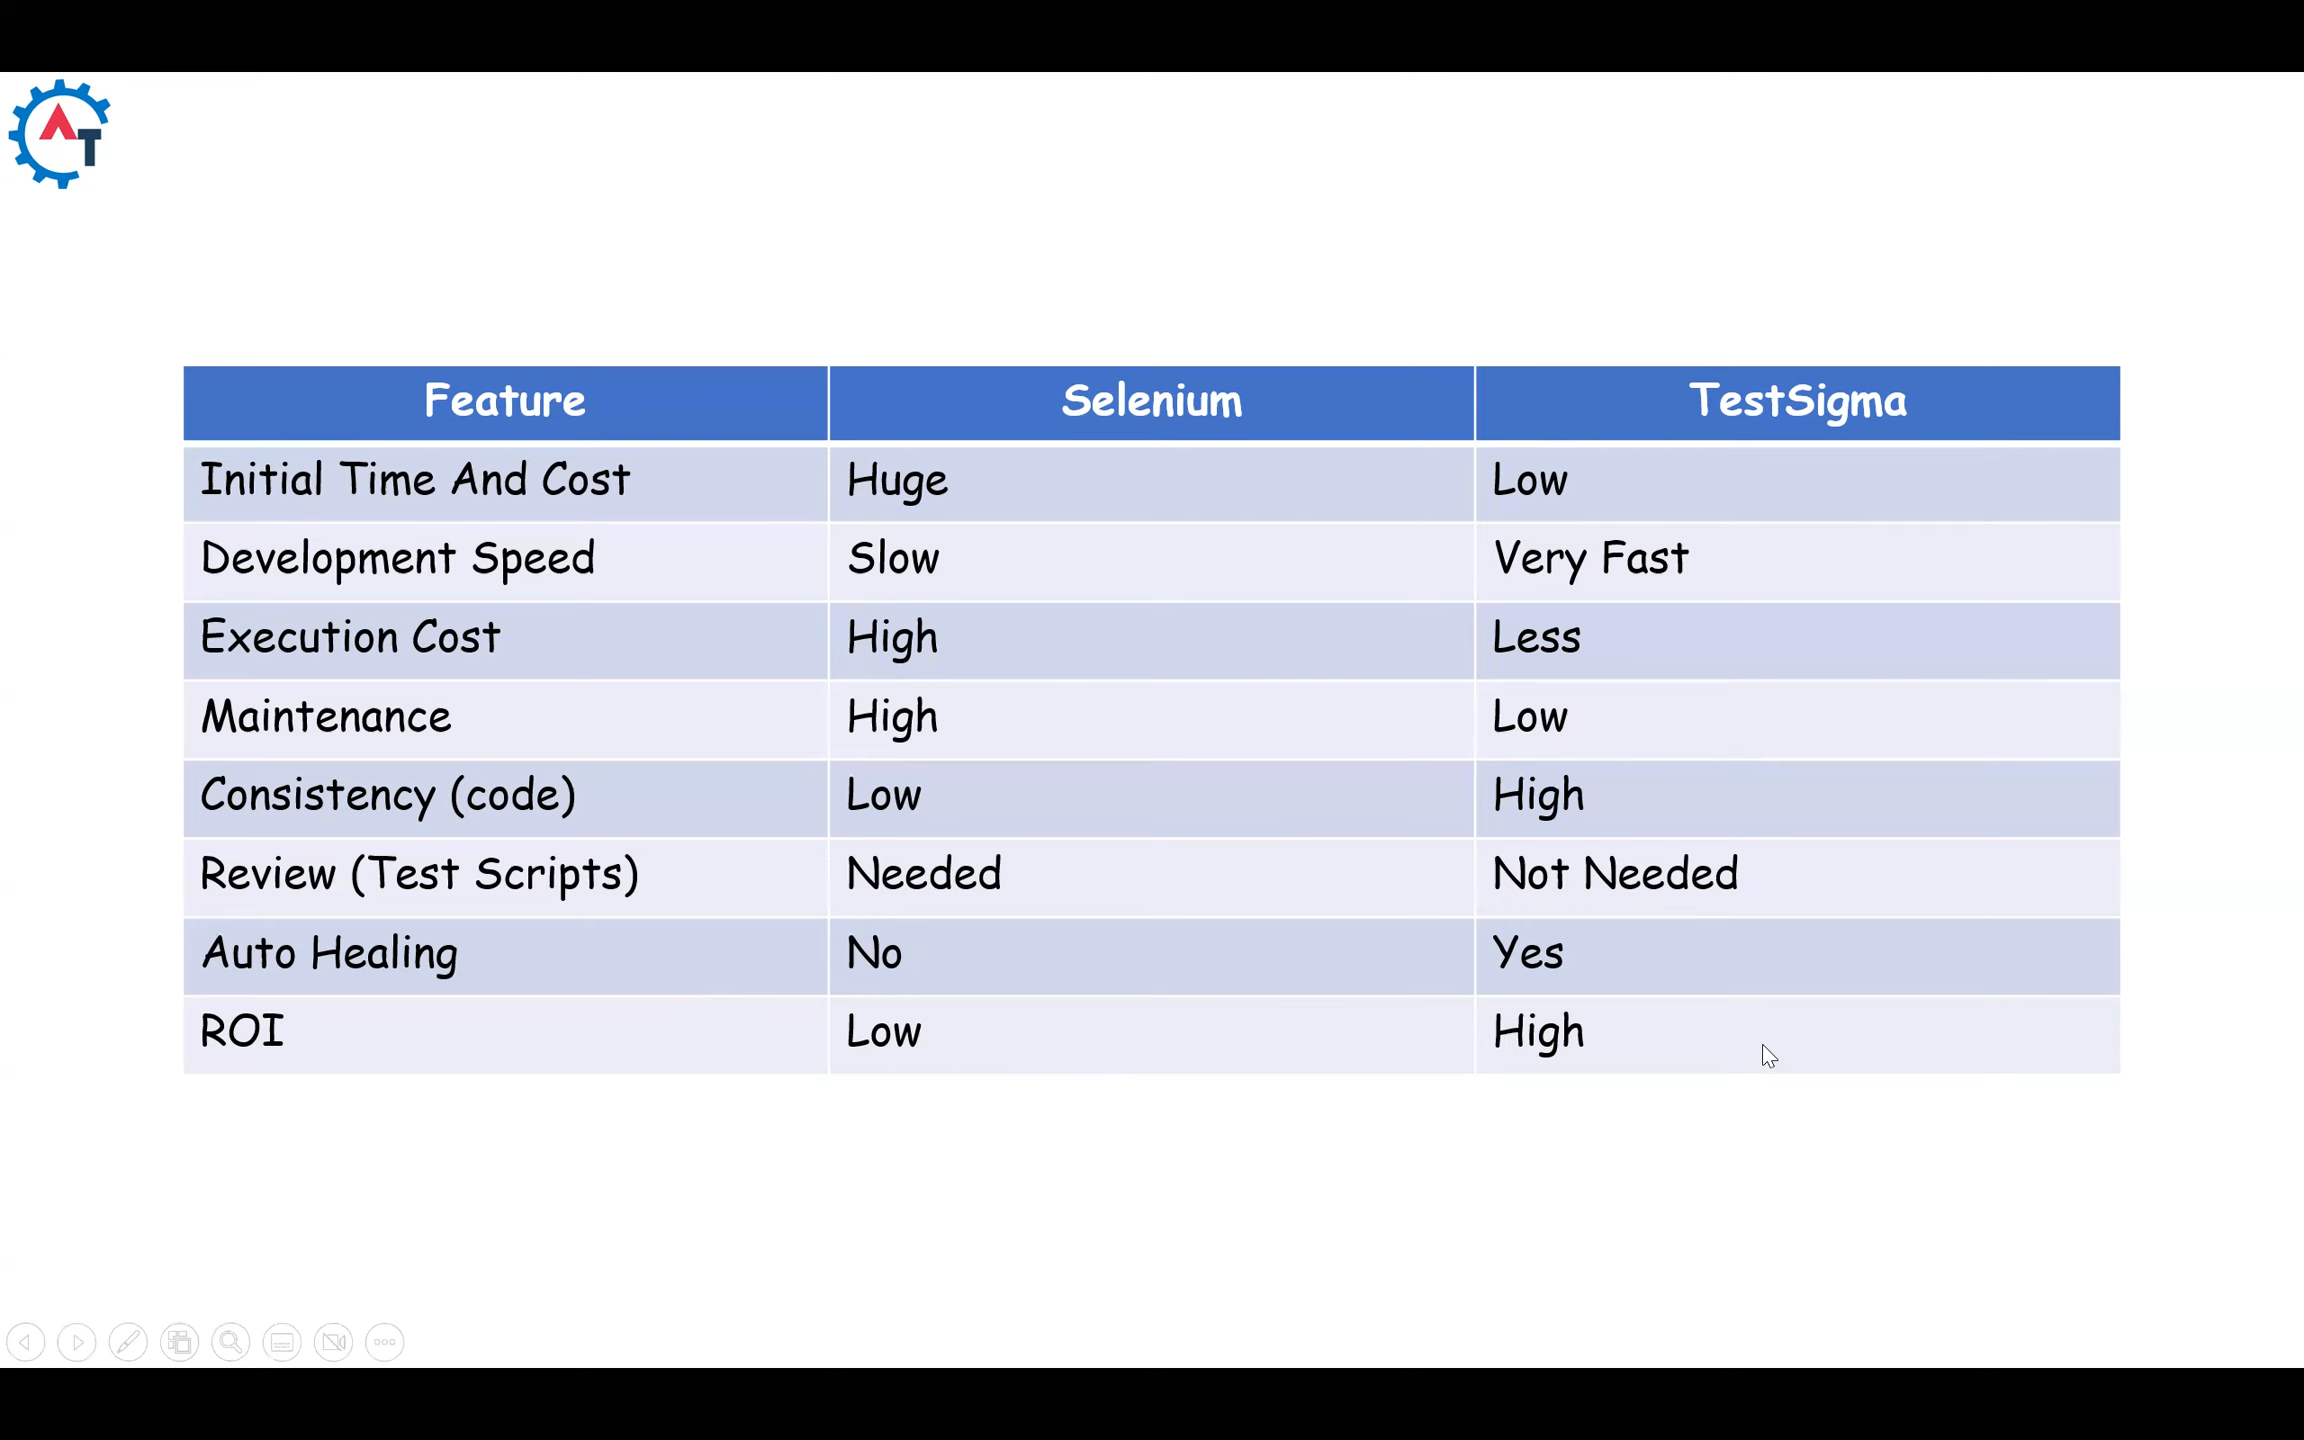 AT
Feature Selenium TestSigma
Initial Time And Cost Huge Low
Development Speed Slow Very Fast
Execution Cost High Less
Maintenance High Low
Consistency (code) Low High
Review (Test Scripts) Needed Not Needed
Auto Healing No Yes
ROI Low High